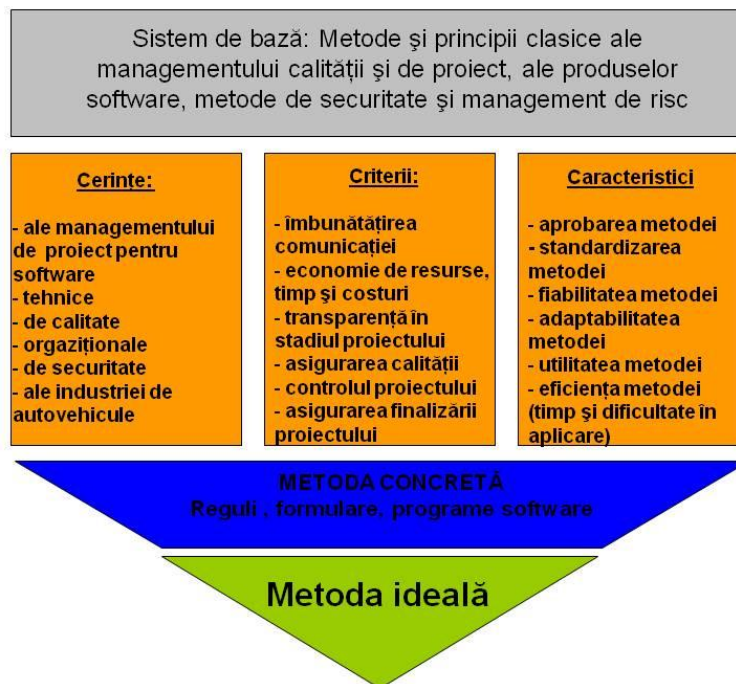 Sistem de bază: Metode şi principii clasice ale
managementului calităţii şi de proiect, ale produselor
software, metode de securitate şi management de risc
Cerinţe:
- ale managementului
de proiect pentru
software
- tehnice
- de calitate
- orgaziţionale
- de securitate
- ale industriei de
autovehicule
Criterii:
- îmbunătăţirea
comunicaţiei
- economie de resurse,
timp şi costuri
- transparenţă în
stadiul proiectului
- asigurarea calităţii
- controlul proiectului
- asigurarea finalizării
proiectului
Caracteristici
- aprobarea metodei
- standardizarea
metodei
- fiabilitatea metodei
- adaptabilitatea
metodei
- utilitatea metodei
- eficienţa metodei
(timp şi dificultate în
aplicare)
METODA CONCRETĂ
Reguli , formulare, programe software
Metoda ideală